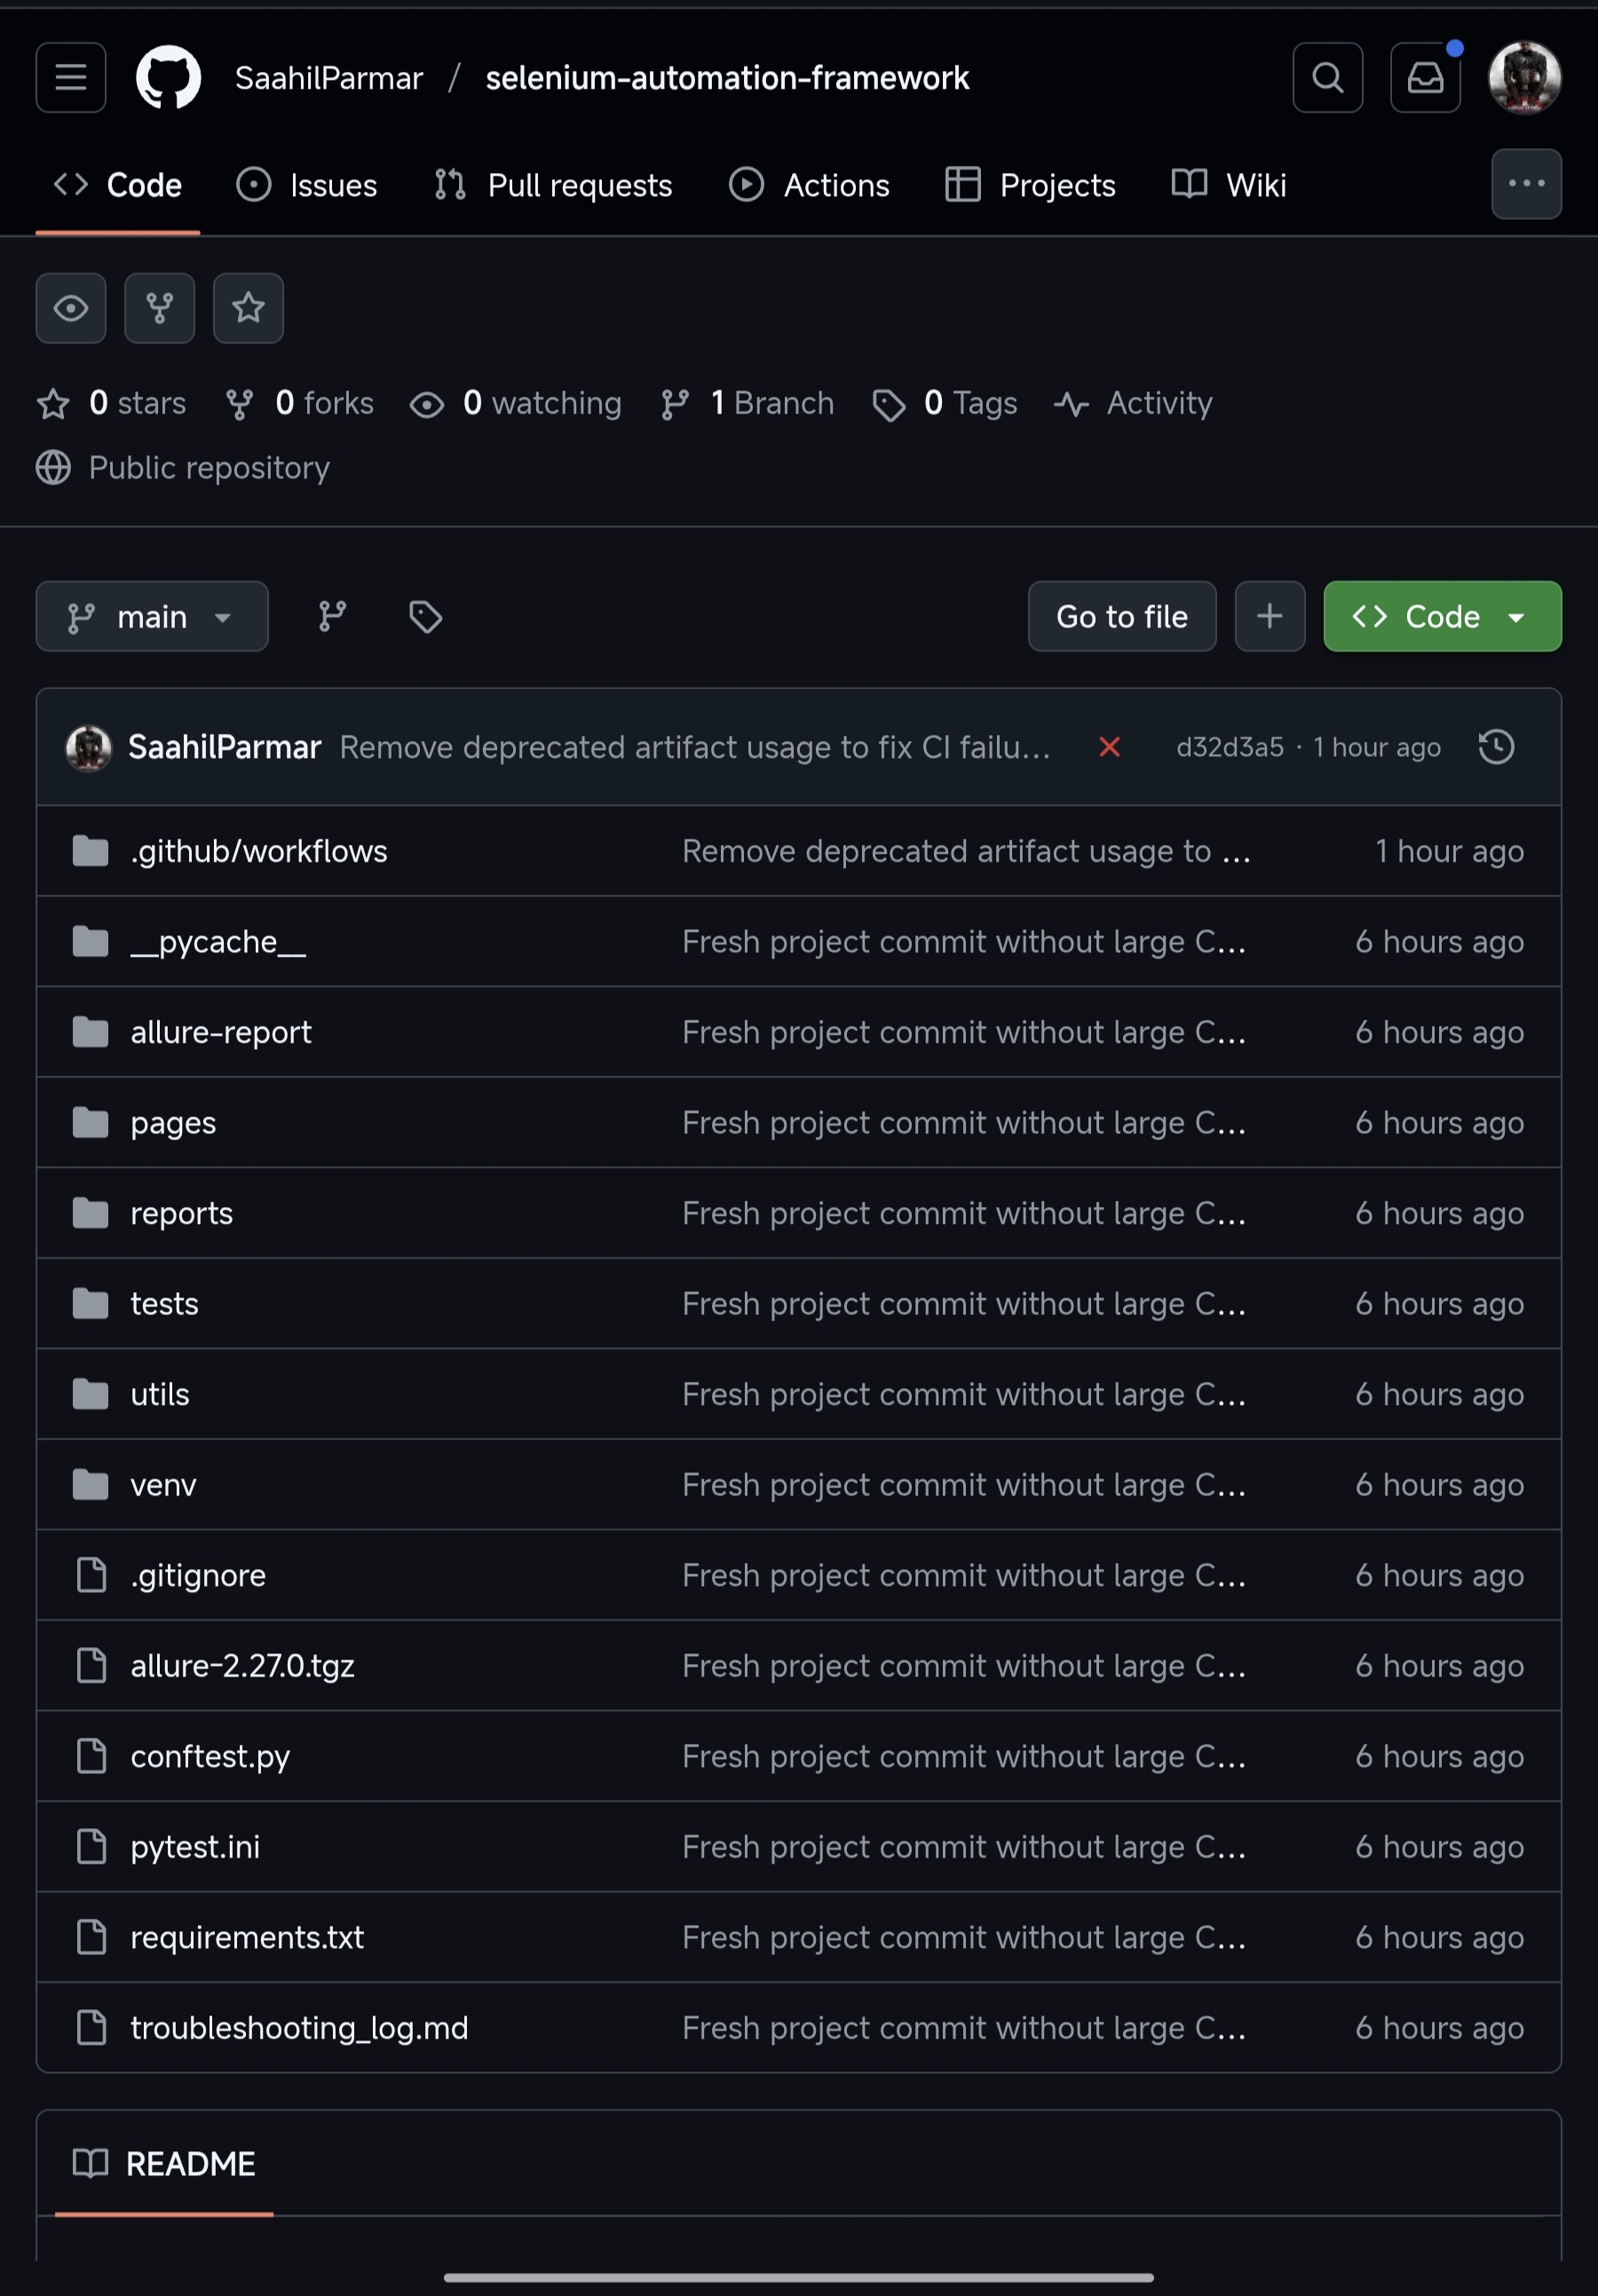 SaahilParmar / selenium-automation-framework
Code Issues Pull requests Actions Projects Wiki
0 stars 0 forks 0 watching 1 Branch 0 Tags Activity
Public repository
main Go to file Code
SaahilParmar Remove deprecated artifact usage to fix CI failu... d32d3a5 · 1 hour ago
.github/workflows Remove deprecated artifact usage to ... 1 hour ago
__pycache__ Fresh project commit without large C... 6 hours ago
allure-report Fresh project commit without large C... 6 hours ago
pages Fresh project commit without large C... 6 hours ago
reports Fresh project commit without large C... 6 hours ago
tests Fresh project commit without large C... 6 hours ago
utils Fresh project commit without large C... 6 hours ago
venv Fresh project commit without large C... 6 hours ago
.gitignore Fresh project commit without large C... 6 hours ago
allure-2.27.0.tgz Fresh project commit without large C... 6 hours ago
conftest.py Fresh project commit without large C... 6 hours ago
pytest.ini Fresh project commit without large C... 6 hours ago
requirements.txt Fresh project commit without large C... 6 hours ago
troubleshooting_log.md Fresh project commit without large C... 6 hours ago
README